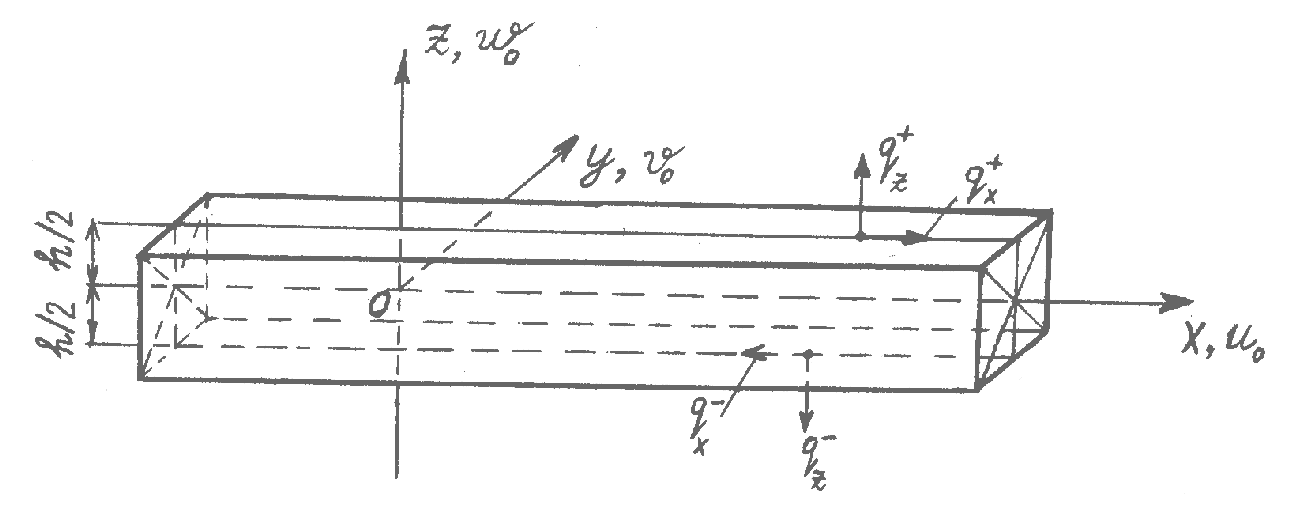 z, w₀
y, v₀
q_z⁺
q_x⁺
h/2
h/2
O
x, u₀
q_x⁻
q_z⁻